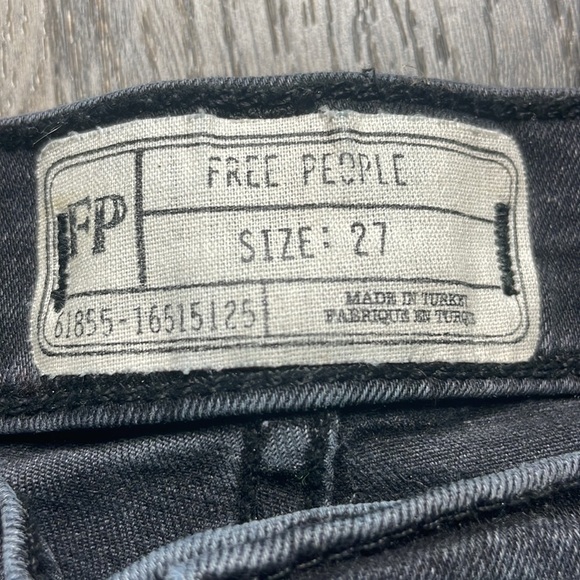 FREE PEOPLE
FP
SIZE: 27
61855-16515125
MADE IN TURKEY
FABRIQUE EN TURQUIE